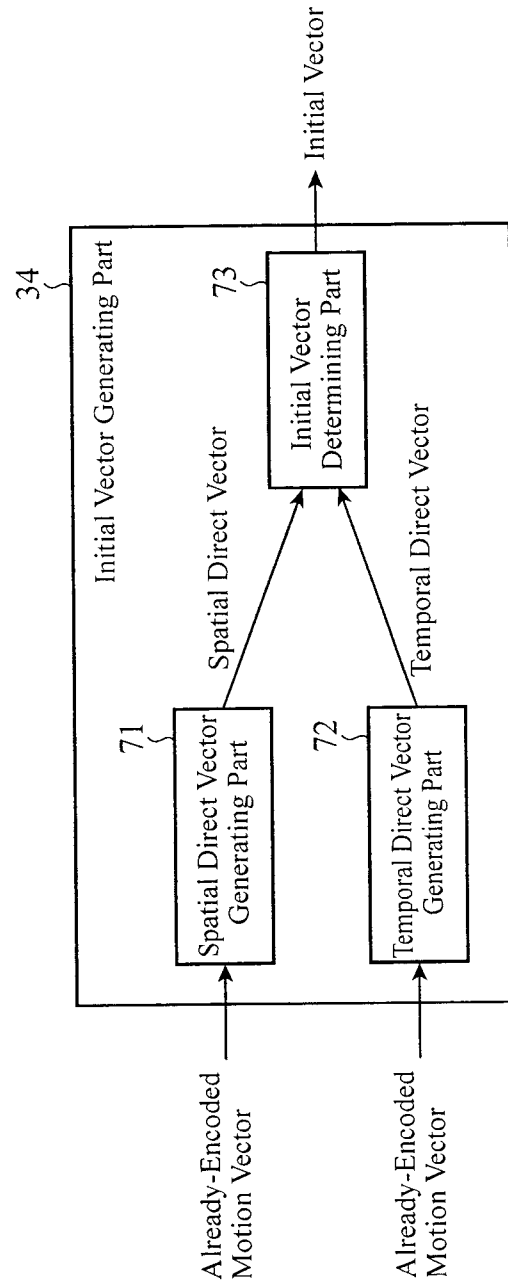 34
Initial Vector Generating Part
Already-Encoded
Motion Vector
71
Spatial Direct Vector
Generating Part
Spatial Direct Vector
Already-Encoded
Motion Vector
72
Temporal Direct Vector
Generating Part
Temporal Direct Vector
73
Initial Vector
Determining Part
Initial Vector